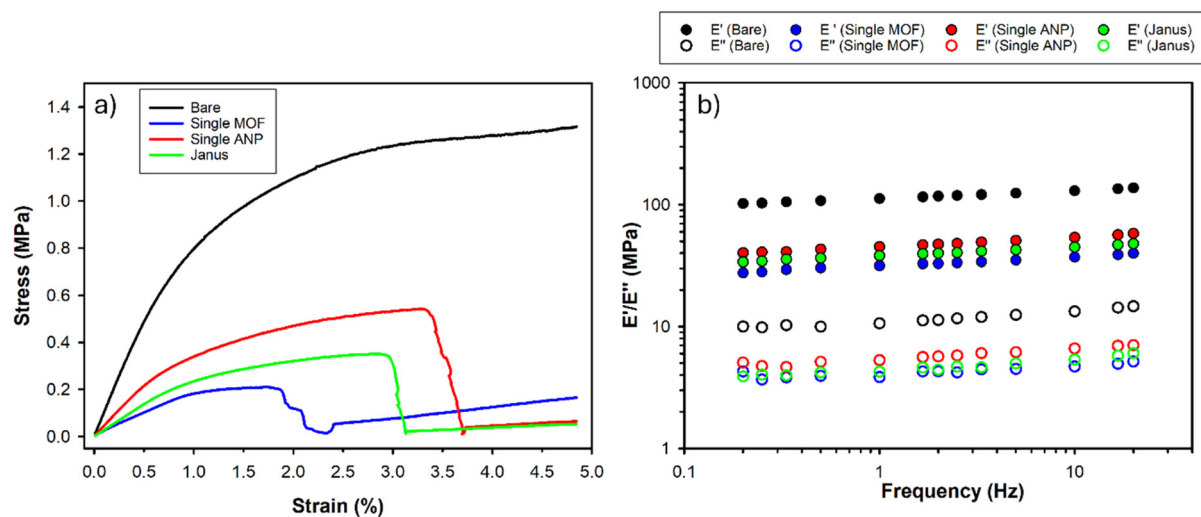 a)
Bare
Single MOF
Single ANP
Janus
Stress (MPa)
1.4
1.2
1.0
0.8
0.6
0.4
0.2
0.0
0.0 0.5 1.0 1.5 2.0 2.5 3.0 3.5 4.0 4.5 5.0
Strain (%)
E' (Bare) E ' (Single MOF) E' (Single ANP) E' (Janus)
E'' (Bare) E'' (Single MOF) E'' (Single ANP) E'' (Janus)
b)
E'/E'' (MPa)
1000
100
10
1
0.1 1 10
Frequency (Hz)